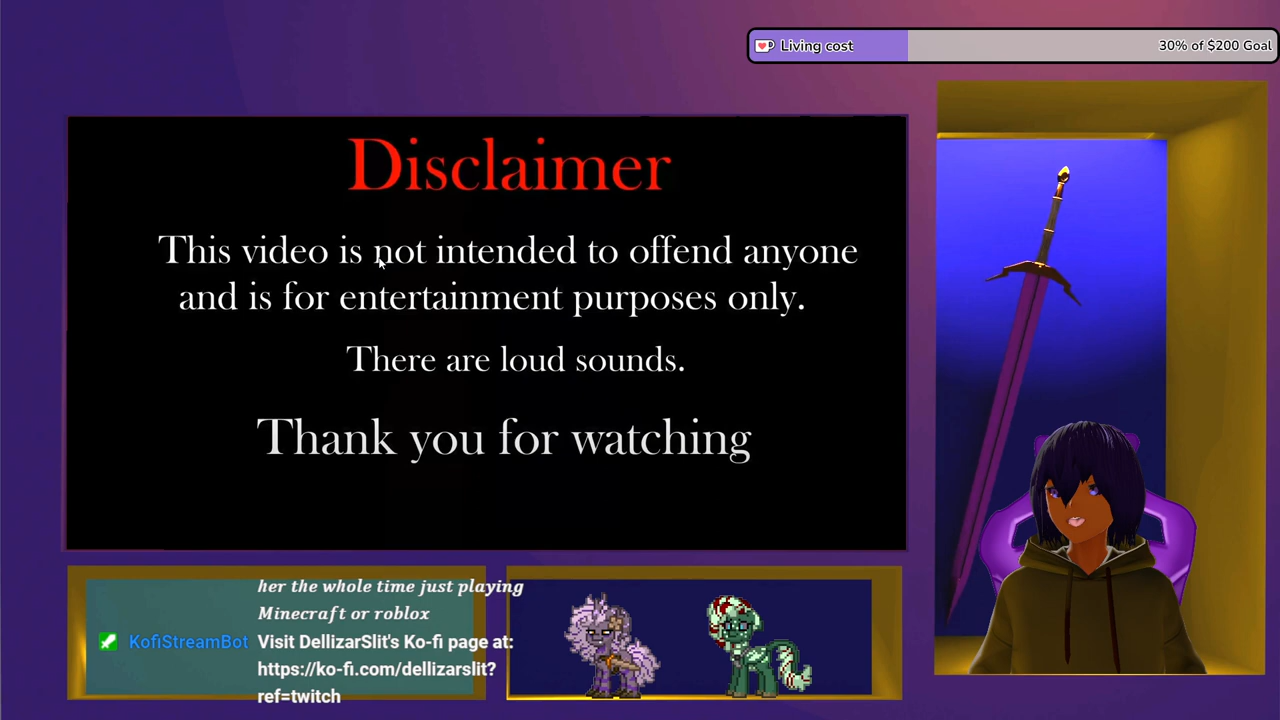 Living cost
30% of $200 Goal
Disclaimer
This video is not intended to offend anyone
and is for entertainment purposes only.
There are loud sounds.
Thank you for watching
her the whole time just playing
Minecraft or roblox
KofiStreamBot Visit DellizarSlit's Ko-fi page at:
https://ko-fi.com/dellizarslit?
ref=twitch